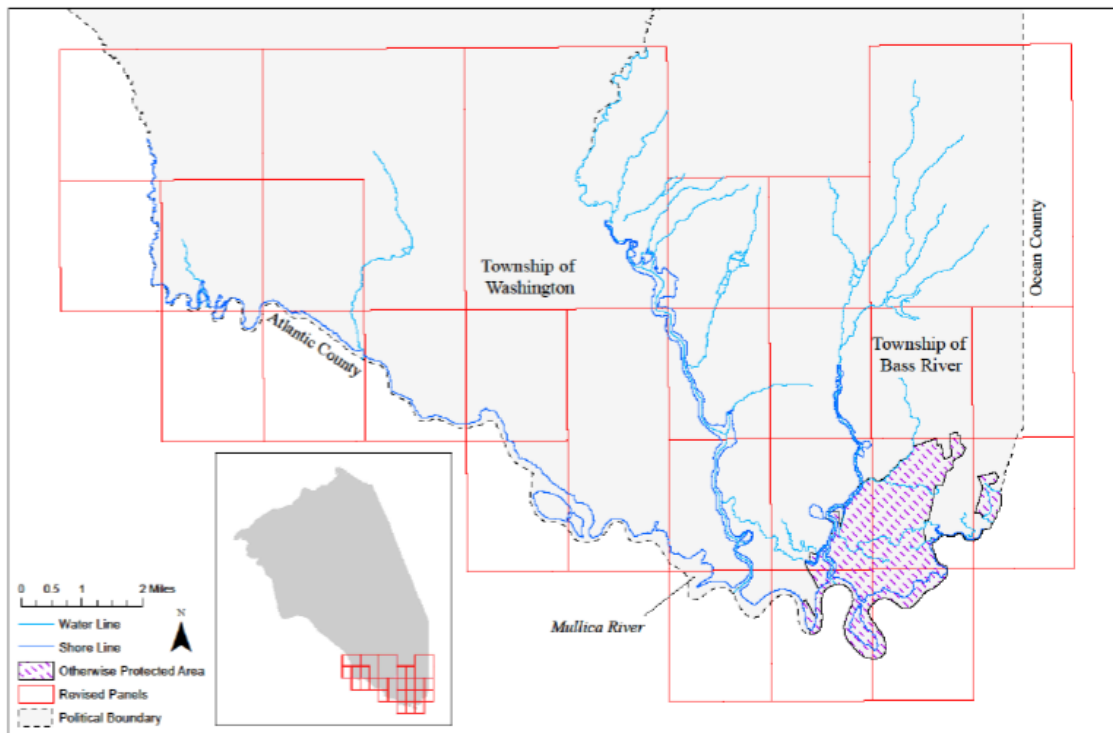 Township of
Washington
Ocean County
Atlantic County
Township of
Bass River
Mullica River
0 0.5 1 2 Miles
N
Water Line
Shore Line
Otherwise Protected Area
Revised Panels
Political Boundary